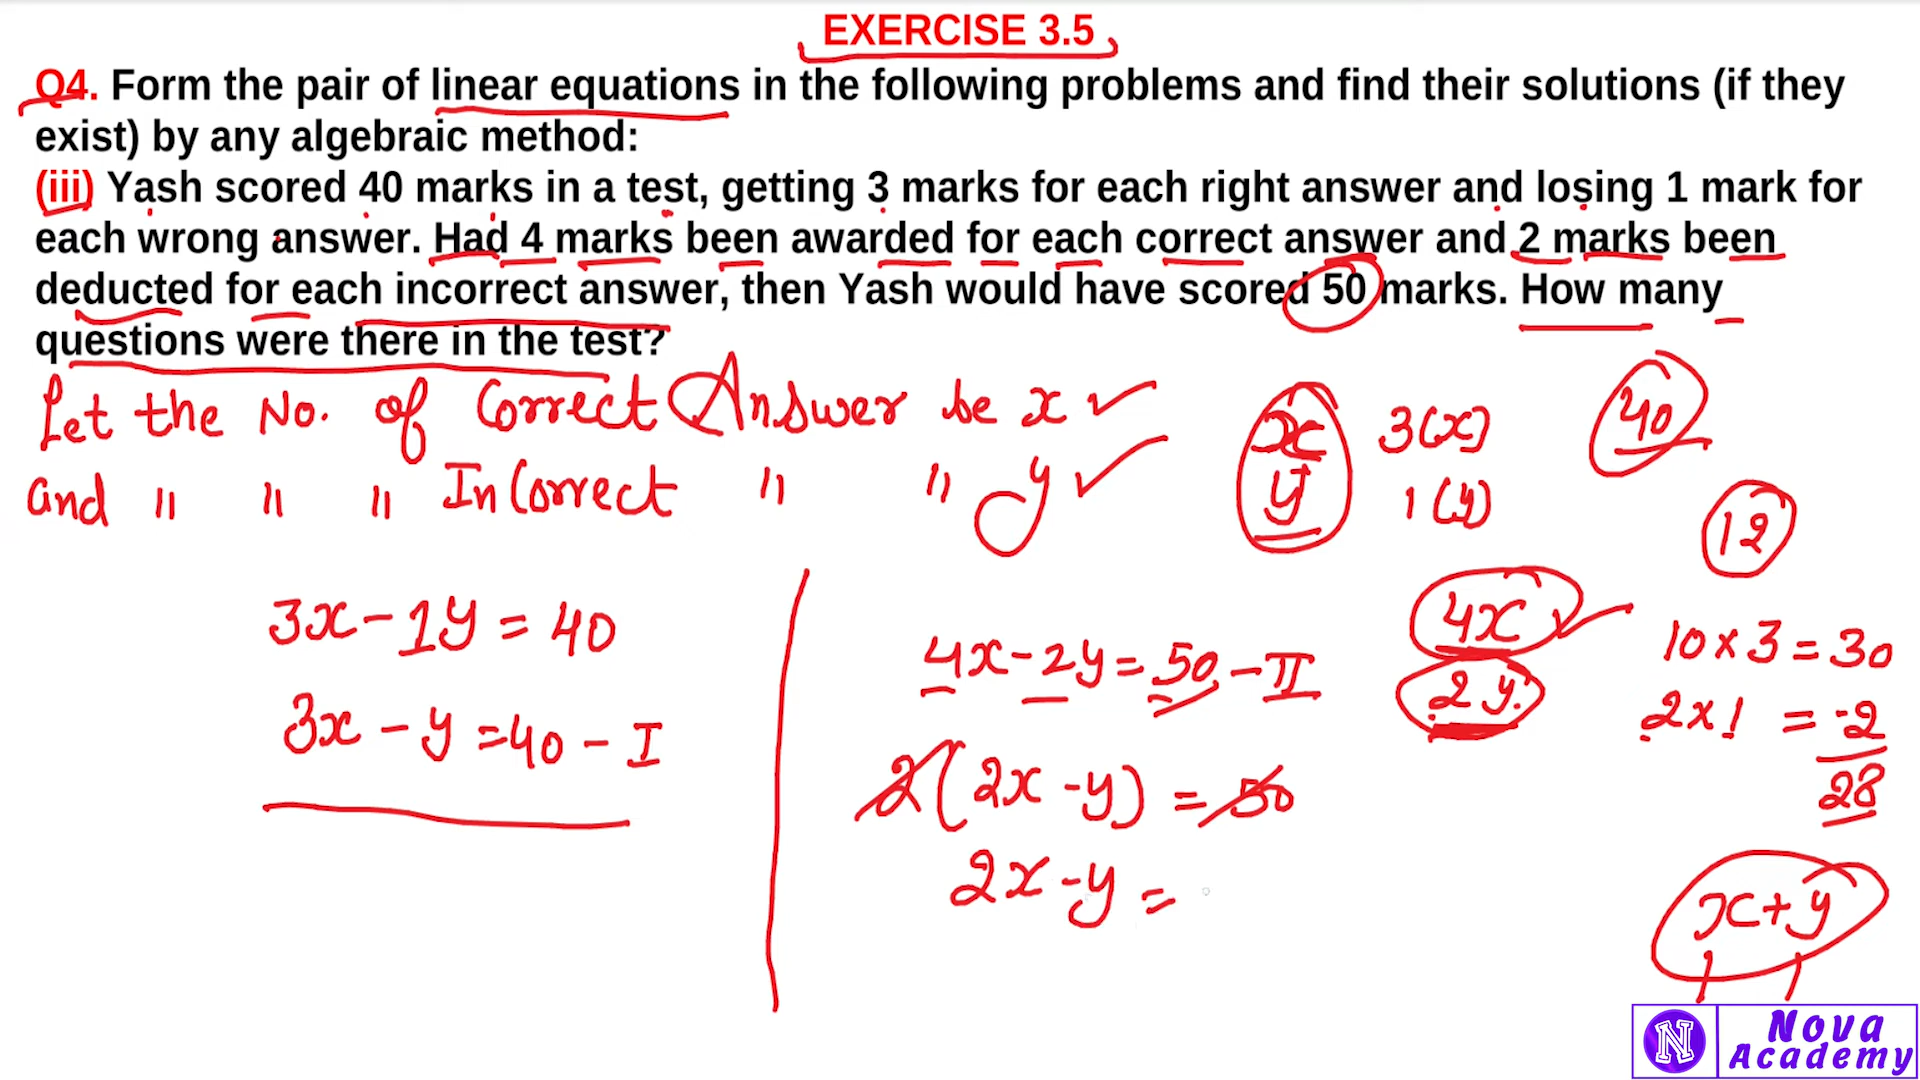 EXERCISE 3.5
Q4. Form the pair of linear equations in the following problems and find their solutions (if they
exist) by any algebraic method:
(iii) Yash scored 40 marks in a test, getting 3 marks for each right answer and losing 1 mark for
each wrong answer. Had 4 marks been awarded for each correct answer and 2 marks been
deducted for each incorrect answer, then Yash would have scored 50 marks. How many
questions were there in the test?
Let the No. of Correct Answer be x ✓
and " " " InCorrect " " y ✓
x
y
3(x)
1(y)
40
12
3x - 1y = 40
3x - y = 40 - I
4x - 2y = 50 - II
2(2x - y) = 50
2x - y =
4x ✓
2y
10 × 3 = 30
2 × 1 = -2
28
x + y
N Nova
Academy